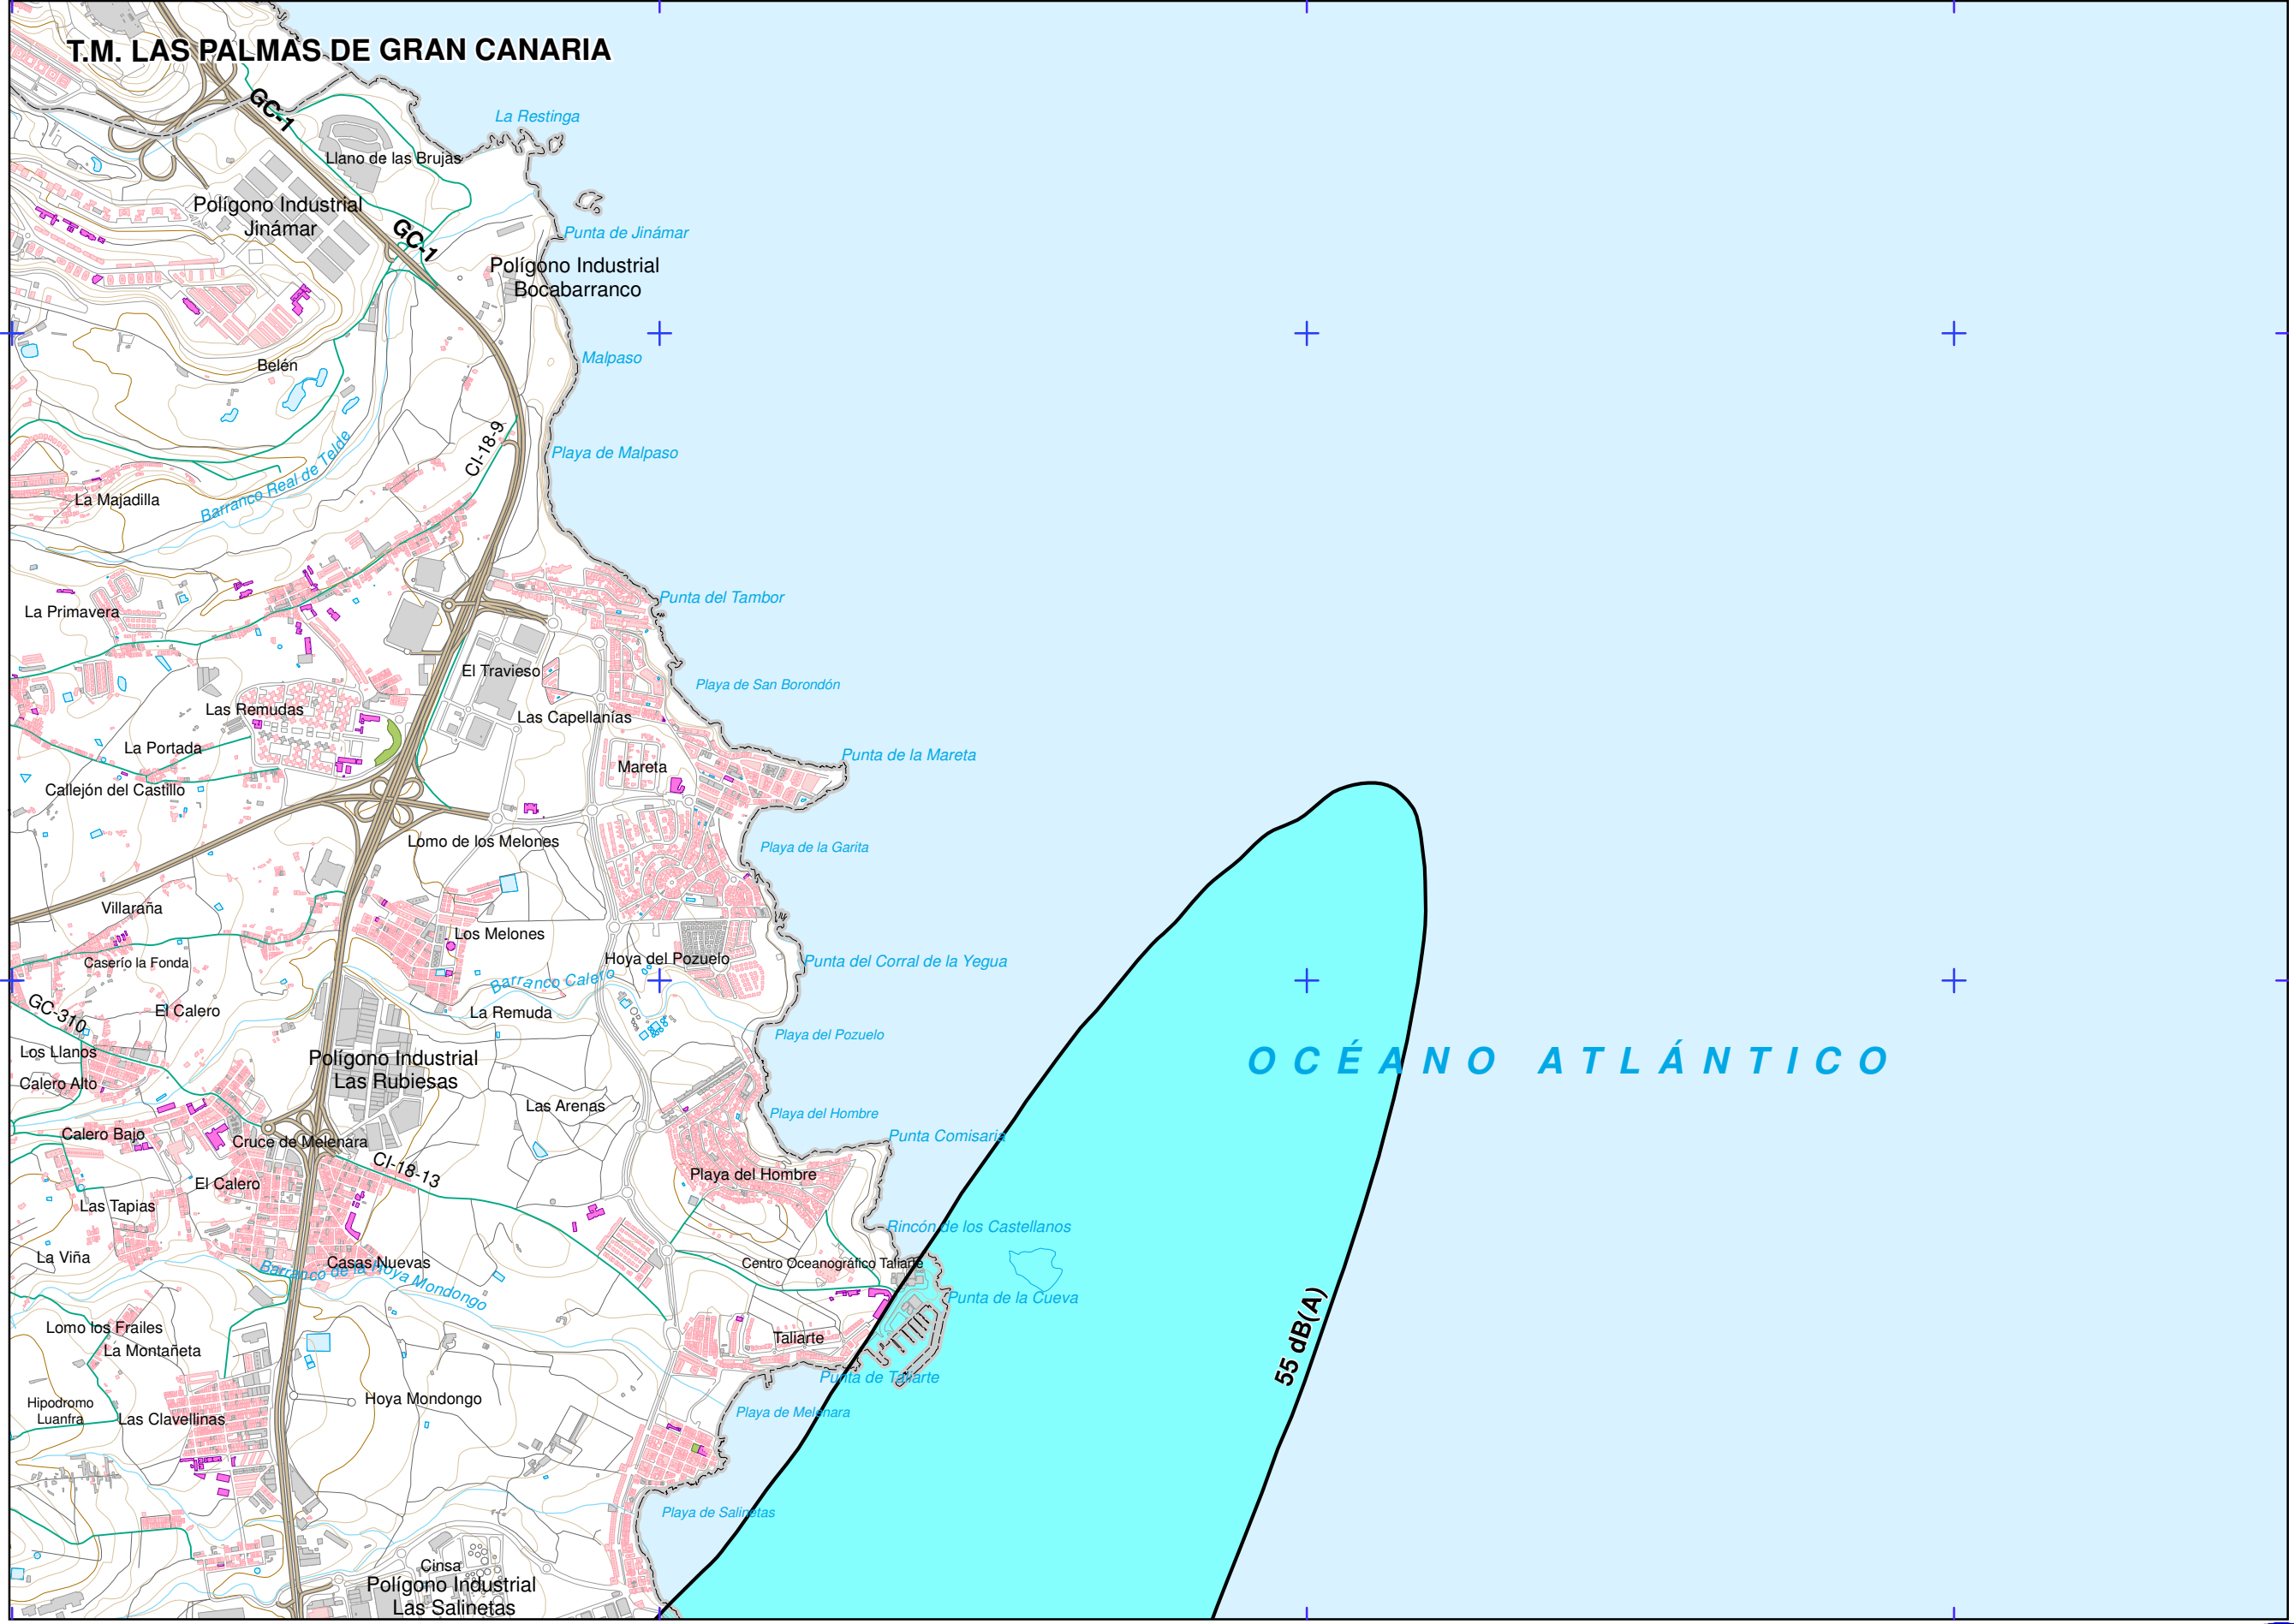 T.M. LAS PALMAS DE GRAN CANARIA
GC-1
La Restinga
Llano de las Brujas
Polígono Industrial
Jinámar
GC-1
Punta de Jinámar
Polígono Industrial
Bocabarranco
Malpaso
Belén
CI-18-9
Playa de Malpaso
Barranco Real de Telde
La Majadilla
Punta del Tambor
La Primavera
El Travieso
Playa de San Borondón
Las Remudas
Las Capellanías
La Portada
Punta de la Mareta
Mareta
Callejón del Castillo
Lomo de los Melones
Playa de la Garita
Villaraña
Los Melones
Caserío la Fonda
Hoya del Pozuelo
Punta del Corral de la Yegua
Barranco Calero
GC-310
El Calero
La Remuda
Playa del Pozuelo
Los Llanos
Polígono Industrial
Las Rubiesas
OCÉANO ATLÁNTICO
Calero Alto
Las Arenas
Playa del Hombre
Calero Bajo
Cruce de Melenara
Punta Comisaria
CI-18-13
El Calero
Playa del Hombre
Las Tapias
Rincón de los Castellanos
La Viña
Casas Nuevas
Centro Oceanográfico Taliarte
Barranco de la Hoya Mondongo
Punta de la Cueva
Lomo los Frailes
Taliarte
55 dB(A)
La Montañeta
Punta de Taliarte
Hipodromo
Luanfra
Hoya Mondongo
Las Clavellinas
Playa de Melenara
Playa de Salinetas
Cinsa
Polígono Industrial
Las Salinetas